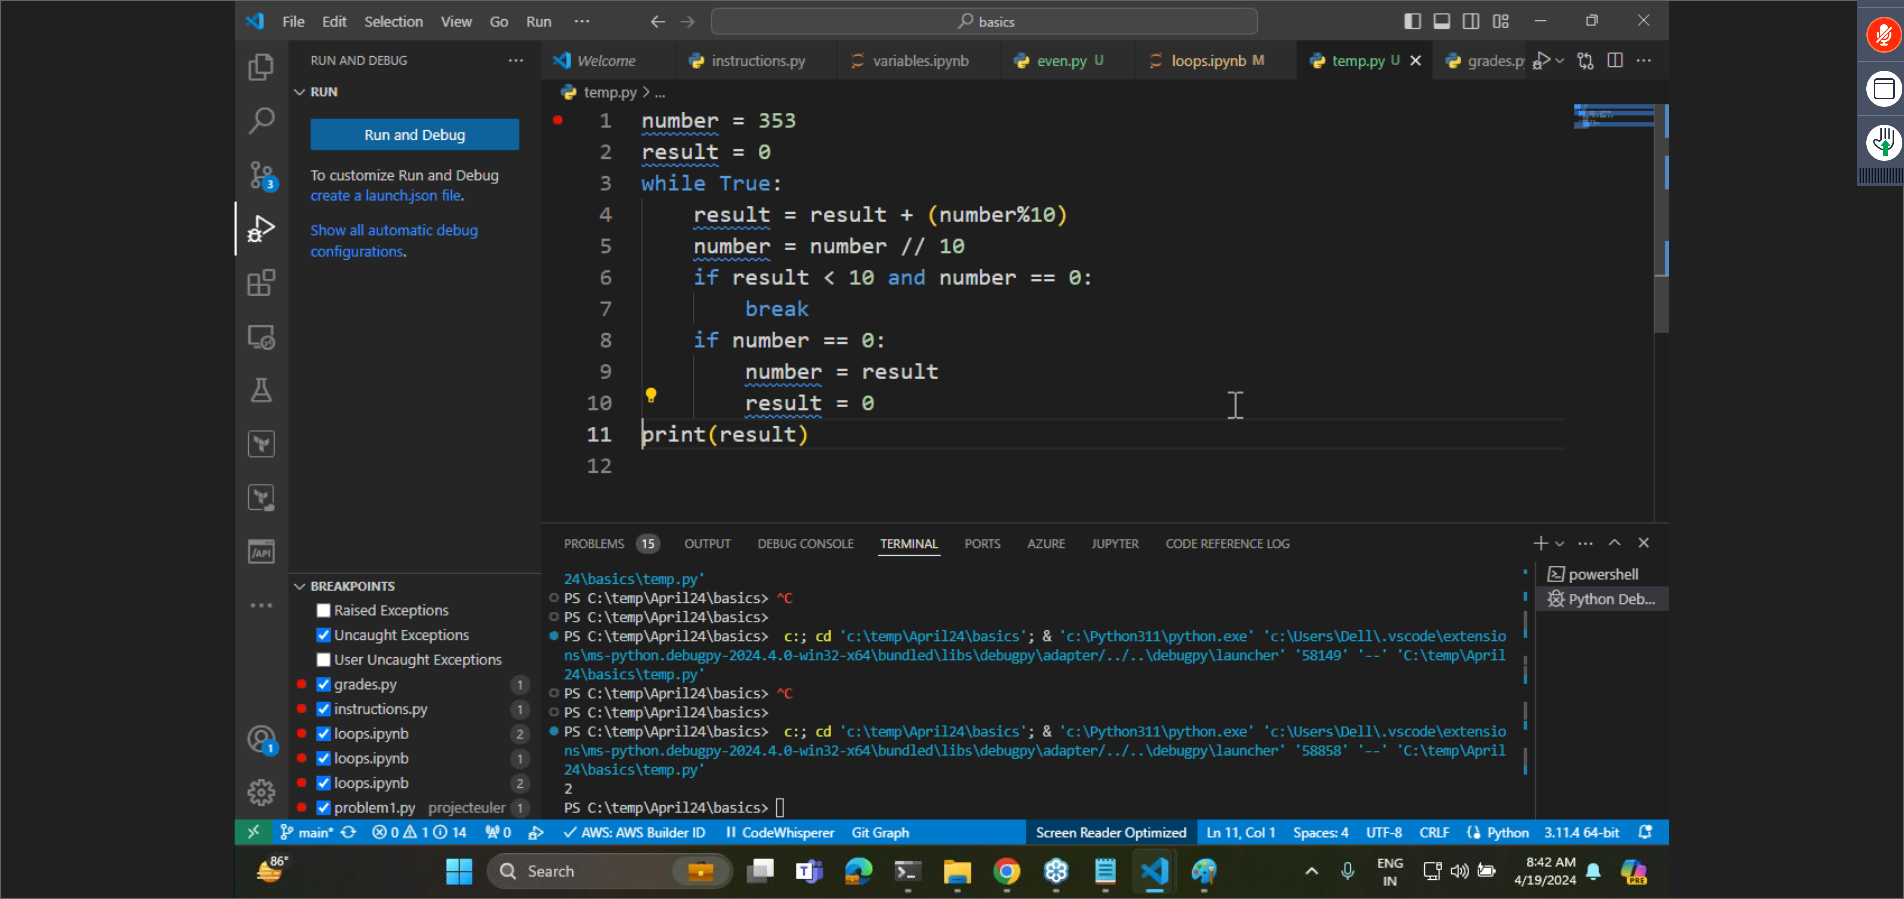 File Edit Selection View Go Run ···
basics
RUN AND DEBUG ···
RUN
Run and Debug
To customize Run and Debug
create a launch.json file.
Show all automatic debug
configurations.
Welcome
instructions.py
variables.ipynb
even.py U
loops.ipynb M
temp.py U
grades.py
temp.py > ...
1 number = 353
2 result = 0
3 while True:
4 result = result + (number%10)
5 number = number // 10
6 if result < 10 and number == 0:
7 break
8 if number == 0:
9 number = result
10 result = 0
11 print(result)
12
3
/API
1
BREAKPOINTS
Raised Exceptions
Uncaught Exceptions
User Uncaught Exceptions
grades.py 1
instructions.py 1
loops.ipynb 2
loops.ipynb 1
loops.ipynb 2
problem1.py projecteuler 1
PROBLEMS 15 OUTPUT DEBUG CONSOLE TERMINAL PORTS AZURE JUPYTER CODE REFERENCE LOG
24\basics\temp.py'
PS C:\temp\April24\basics> ^C
PS C:\temp\April24\basics>
PS C:\temp\April24\basics> c:; cd 'c:\temp\April24\basics'; & 'c:\Python311\python.exe' 'c:\Users\Dell\.vscode\extensio
ns\ms-python.debugpy-2024.4.0-win32-x64\bundled\libs\debugpy\adapter/../..\debugpy\launcher' '58149' '--' 'C:\temp\April
24\basics\temp.py'
PS C:\temp\April24\basics> ^C
PS C:\temp\April24\basics>
PS C:\temp\April24\basics> c:; cd 'c:\temp\April24\basics'; & 'c:\Python311\python.exe' 'c:\Users\Dell\.vscode\extensio
ns\ms-python.debugpy-2024.4.0-win32-x64\bundled\libs\debugpy\adapter/../..\debugpy\launcher' '58858' '--' 'C:\temp\April
24\basics\temp.py'
2
PS C:\temp\April24\basics>
powershell
Python Deb...
main* 0 1 14 0 AWS: AWS Builder ID CodeWhisperer Git Graph Screen Reader Optimized Ln 11, Col 1 Spaces: 4 UTF-8 CRLF Python 3.11.4 64-bit
86°
Search
ENG
IN
8:42 AM
4/19/2024
PRE